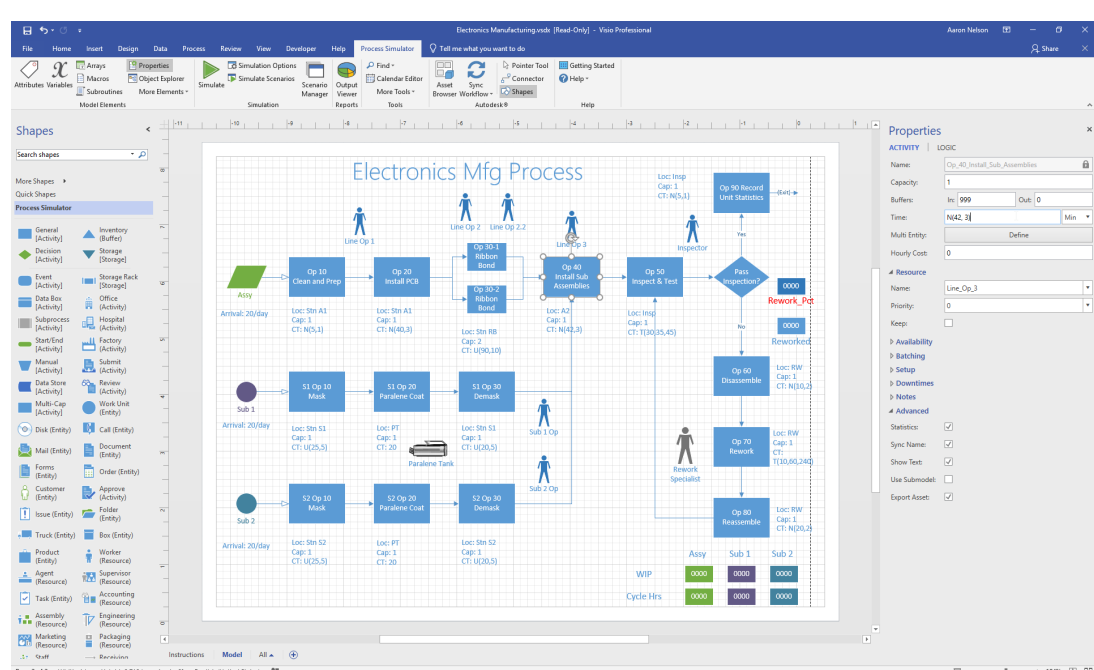 Electronics Manufacturing.vsdx [Read-Only] - Visio Professional
Aaron Nelson
File Home Insert Design Data Process Review View Developer Help Process Simulator Tell me what you want to do
Share
Attributes Variables
Arrays
Macros
Subroutines
Properties
Object Explorer
More Elements
Model Elements
Simulate
Simulation Options
Simulate Scenarios
Scenario Manager
Simulation
Output Viewer
Reports
Find
Calendar Editor
More Tools
Tools
Asset Browser
Sync Workflow
Pointer Tool
Connector
Shapes
Autodesk®
Getting Started
Help
Help
Shapes
Search shapes
More Shapes
Quick Shapes
Process Simulator
General [Activity]
Inventory (Buffer)
Decision [Activity]
Storage [Storage]
Event [Activity]
Storage Rack [Storage]
Data Box [Activity]
Office (Activity)
Subprocess [Activity]
Hospital (Activity)
Start/End [Activity]
Factory (Activity)
Manual [Activity]
Submit (Activity)
Data Store [Activity]
Review (Activity)
Multi-Cap [Activity]
Work Unit (Entity)
Disk (Entity)
Call (Entity)
Mail (Entity)
Document (Entity)
Forms (Entity)
Order (Entity)
Customer (Entity)
Approve (Activity)
Issue (Entity)
Folder (Entity)
Truck (Entity)
Box (Entity)
Product (Entity)
Worker (Resource)
Agent (Resource)
Supervisor (Resource)
Task (Entity)
Accounting (Resource)
Assembly (Resource)
Engineering (Resource)
Marketing (Resource)
Packaging (Resource)
Staff
Receiving
Electronics Mfg Process
Line Op 1
Line Op 2
Line Op 2.2
Line Op 3
Inspector
Loc: Insp
Cap: 1
CT: N(5,1)
Op 90 Record
Unit Statistics
(Exit)
Yes
Assy
Arrival: 20/day
Op 10
Clean and Prep
Loc: Stn A1
Cap: 1
CT: N(5,1)
Op 20
Install PCB
Loc: Stn A1
Cap: 1
CT: N(40,3)
Op 30-1
Ribbon
Bond
Op 30-2
Ribbon
Bond
Loc: Stn RB
Cap: 2
CT: U(90,10)
Op 40
Install Sub
Assemblies
Loc: A2
Cap: 1
CT: N(42,3)
Op 50
Inspect & Test
Loc: Insp
Cap: 1
CT: T(30,35,45)
Pass
Inspection?
0000
Rework_Pct
0000
Reworked
No
Sub 1
Arrival: 20/day
S1 Op 10
Mask
Loc: Stn S1
Cap: 1
CT: U(25,5)
S1 Op 20
Paralene Coat
Loc: PT
Cap: 1
CT: 20
S1 Op 30
Demask
Loc: Stn S1
Cap: 1
CT: U(20,5)
Sub 1 Op
Paralene Tank
Sub 2 Op
Sub 2
Arrival: 20/day
S2 Op 10
Mask
Loc: Stn S2
Cap: 1
CT: U(25,5)
S2 Op 20
Paralene Coat
Loc: PT
Cap: 1
CT: 20
S2 Op 30
Demask
Loc: Stn S2
Cap: 1
CT: U(20,5)
Op 60
Disassemble
Loc: RW
Cap: 1
CT: N(10,2)
Rework
Specialist
Op 70
Rework
Loc: RW
Cap: 1
CT:
T(10,60,240)
Op 80
Reassemble
Loc: RW
Cap: 1
CT: N(20,2)
Assy Sub 1 Sub 2
WIP 0000 0000 0000
Cycle Hrs 0000 0000 0000
Instructions Model All
Properties
ACTIVITY LOGIC
Name: Op_40_Install_Sub_Assemblies
Capacity: 1
Buffers: In: 999 Out: 0
Time: N(42, 3) Min
Multi Entity: Define
Hourly Cost: 0
Resource
Name: Line_Op_3
Priority: 0
Keep:
Availability
Batching
Setup
Downtimes
Notes
Advanced
Statistics:
Sync Name:
Show Text:
Use Submodel:
Export Asset: